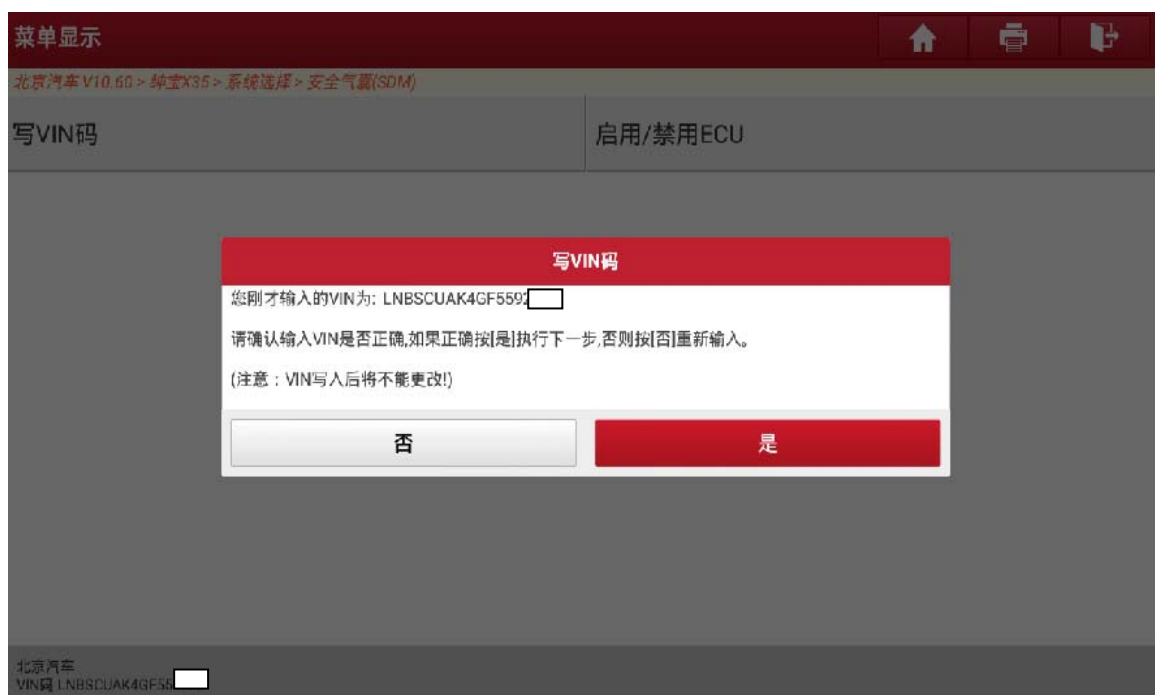 菜单显示
北京汽车 V10.60 > 绅宝X35 > 系统选择 > 安全气囊(SDM)
写VIN码
启用/禁用ECU
写VIN码
您刚才输入的VIN为: LNBSCUAK4GF5592
请确认输入VIN是否正确,如果正确按[是]执行下一步,否则按[否]重新输入。
(注意：VIN写入后将不能更改!)
否
是
北京汽车
VIN码 LNBSCUAK4GF55